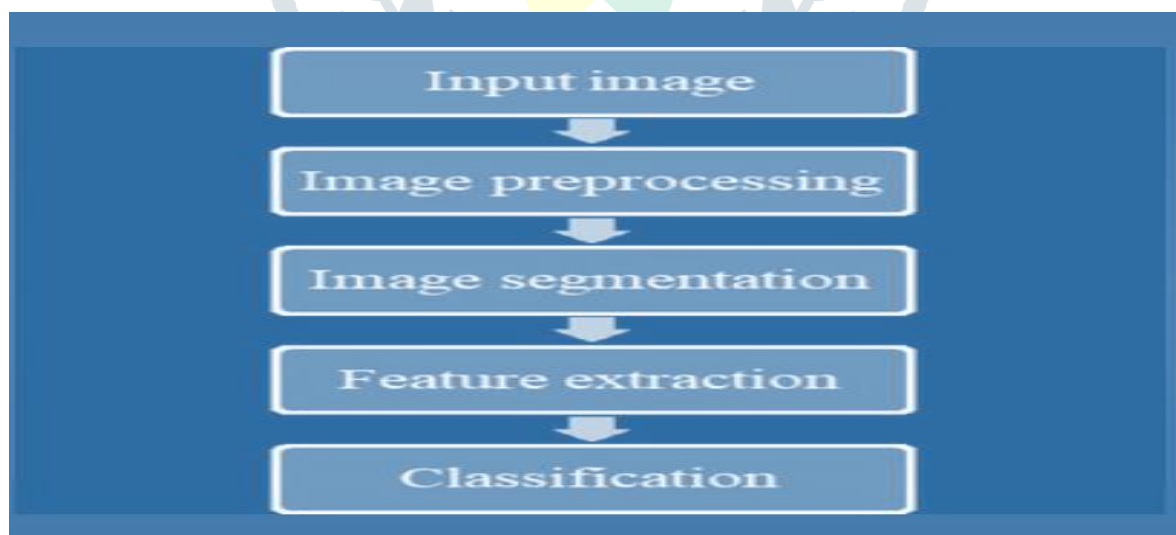 Input image
Image preprocessing
Image segmentation
Feature extraction
Classification